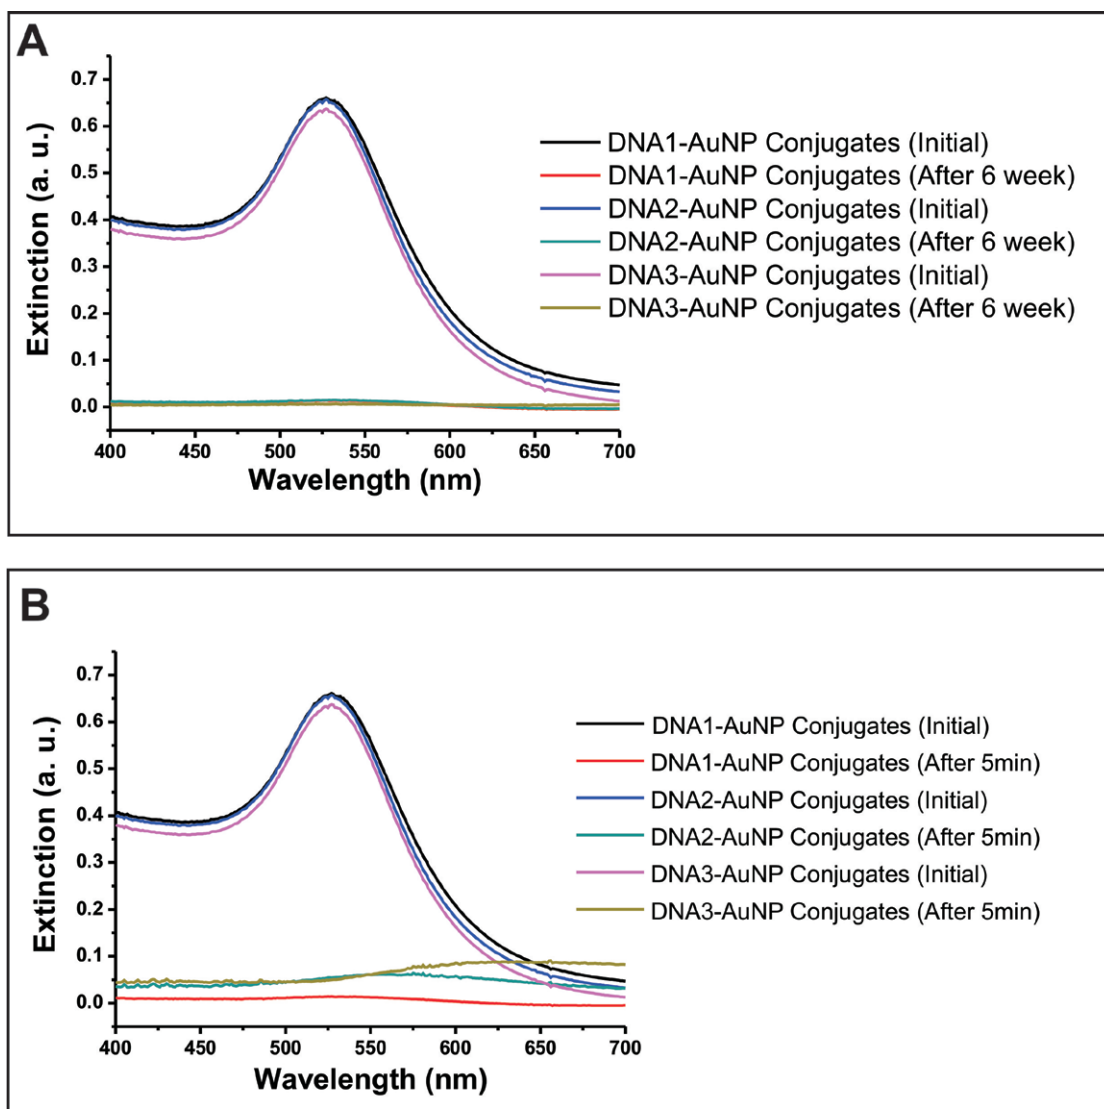 A
0.7
0.6
0.5
0.4
0.3
0.2
0.1
0.0
Extinction (a. u.)
400 450 500 550 600 650 700
Wavelength (nm)
DNA1-AuNP Conjugates (Initial)
DNA1-AuNP Conjugates (After 6 week)
DNA2-AuNP Conjugates (Initial)
DNA2-AuNP Conjugates (After 6 week)
DNA3-AuNP Conjugates (Initial)
DNA3-AuNP Conjugates (After 6 week)
B
0.7
0.6
0.5
0.4
0.3
0.2
0.1
0.0
Extinction (a. u.)
400 450 500 550 600 650 700
Wavelength (nm)
DNA1-AuNP Conjugates (Initial)
DNA1-AuNP Conjugates (After 5min)
DNA2-AuNP Conjugates (Initial)
DNA2-AuNP Conjugates (After 5min)
DNA3-AuNP Conjugates (Initial)
DNA3-AuNP Conjugates (After 5min)